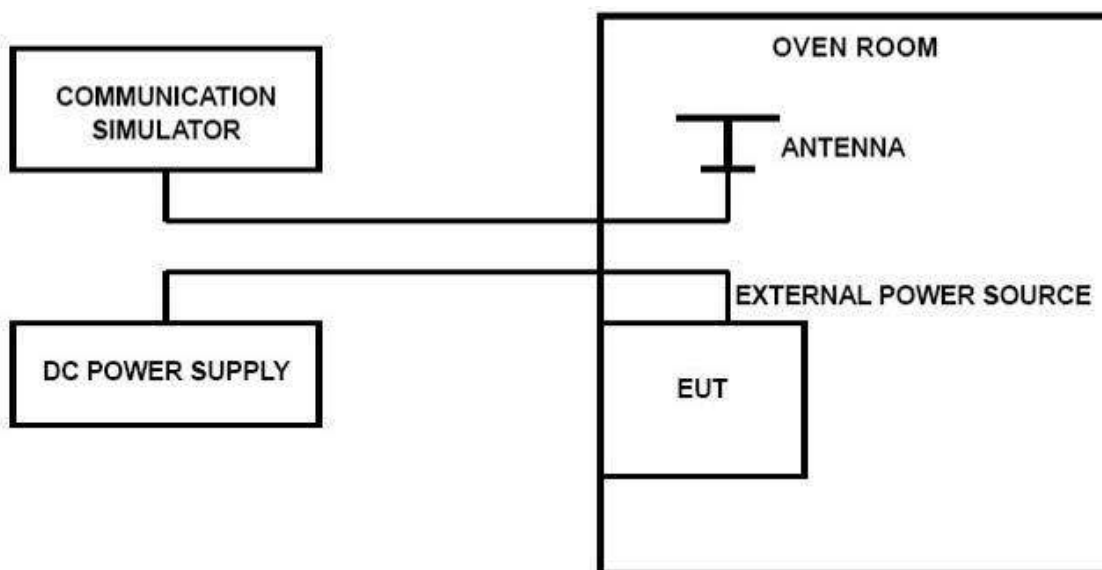 OVEN ROOM
COMMUNICATION
SIMULATOR
ANTENNA
EXTERNAL POWER SOURCE
DC POWER SUPPLY
EUT